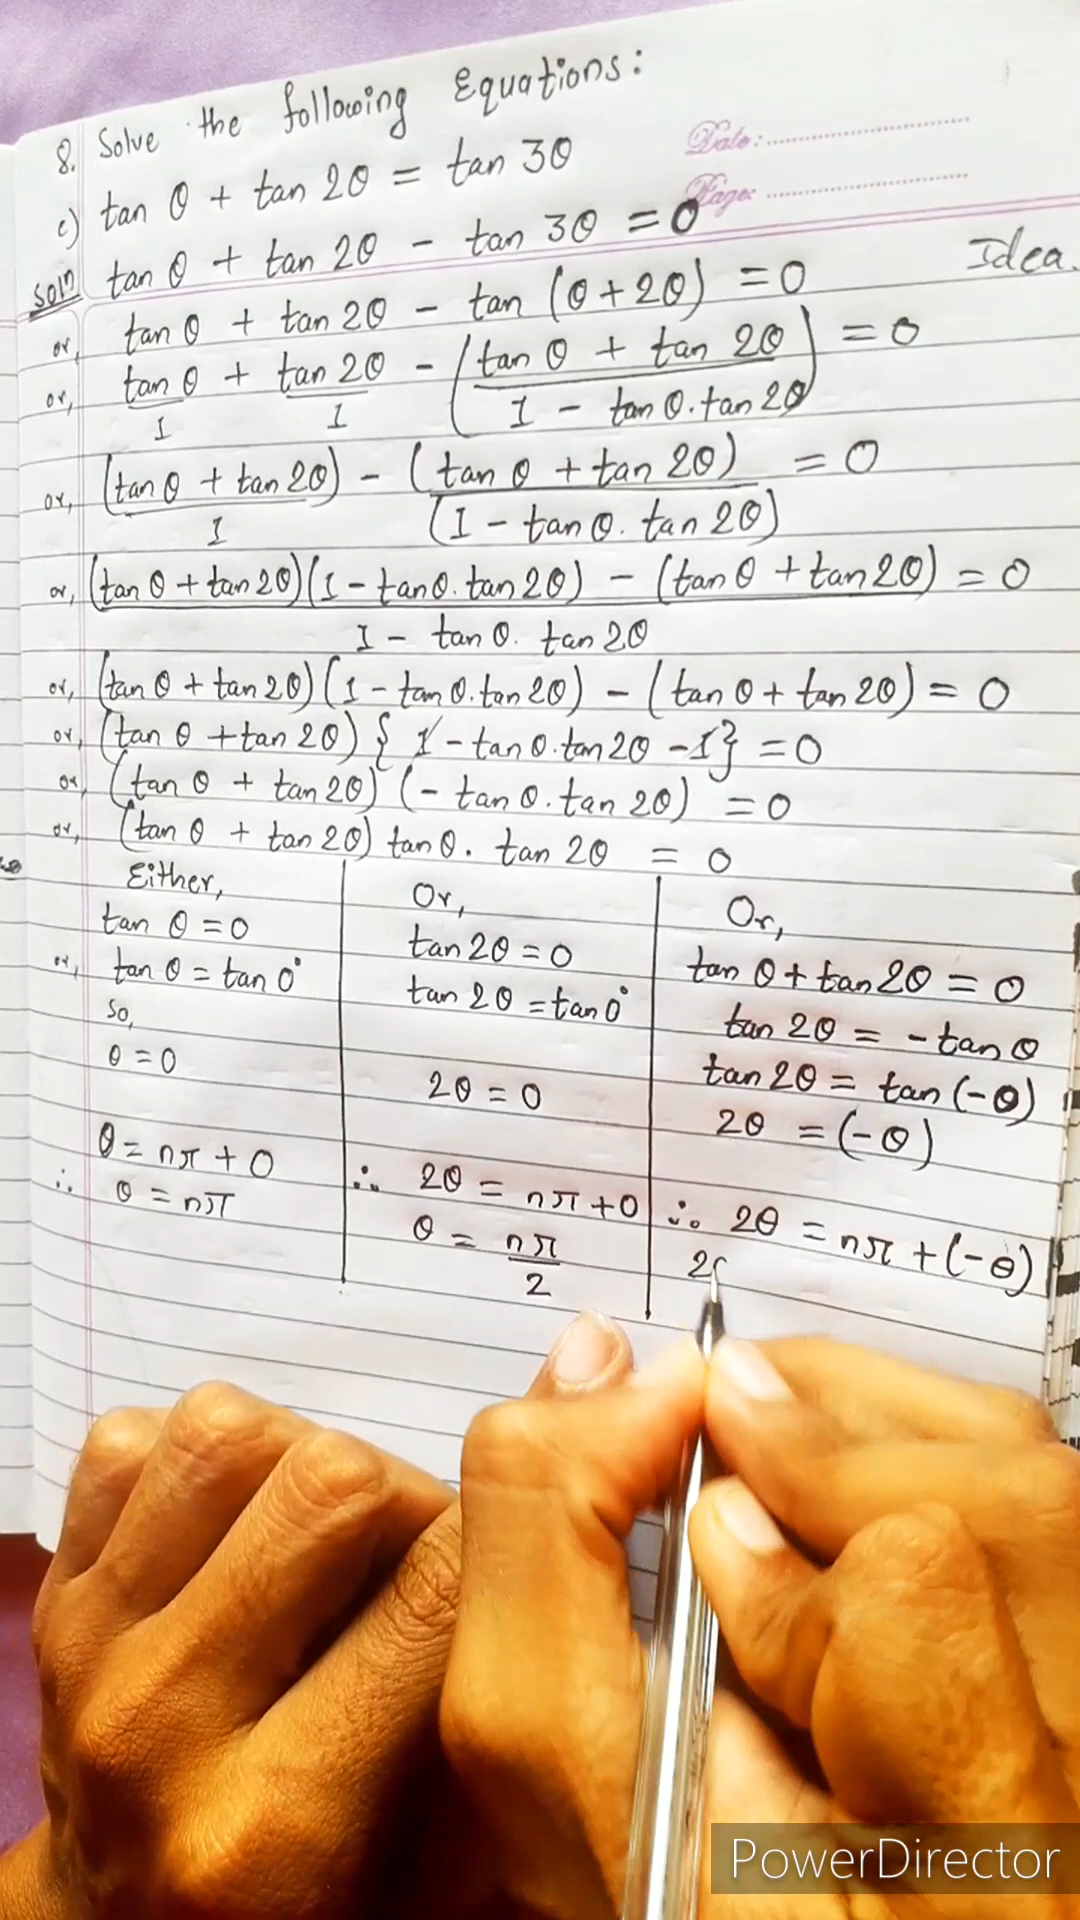 8. Solve the following Equations:
Date:
c) tan θ + tan 2θ = tan 3θ
Page:
Soln tan θ + tan 2θ - tan 3θ = 0
Idea.
or, tan θ + tan 2θ - tan (θ + 2θ) = 0
or, tan θ/1 + tan 2θ/1 - (tan θ + tan 2θ / 1 - tan θ . tan 2θ) = 0
or, (tan θ + tan 2θ)/1 - (tan θ + tan 2θ)/(1 - tan θ . tan 2θ) = 0
or, (tan θ + tan 2θ)(1 - tan θ . tan 2θ) - (tan θ + tan 2θ) = 0
1 - tan θ . tan 2θ
or, (tan θ + tan 2θ)(1 - tan θ . tan 2θ) - (tan θ + tan 2θ) = 0
or, (tan θ + tan 2θ) { 1 - tan θ . tan 2θ - 1} = 0
or, (tan θ + tan 2θ) (- tan θ . tan 2θ) = 0
or, (tan θ + tan 2θ) tan θ . tan 2θ = 0
Either,
tan θ = 0
or, tan θ = tan 0°
So,
θ = 0
θ = nπ + 0
∴ θ = nπ
Or,
tan 2θ = 0
tan 2θ = tan 0°
2θ = 0
∴ 2θ = nπ + 0
θ = nπ/2
Or,
tan θ + tan 2θ = 0
tan 2θ = - tan θ
tan 2θ = tan (-θ)
2θ = (-θ)
∴ 2θ = nπ + (-θ)
2
PowerDirector